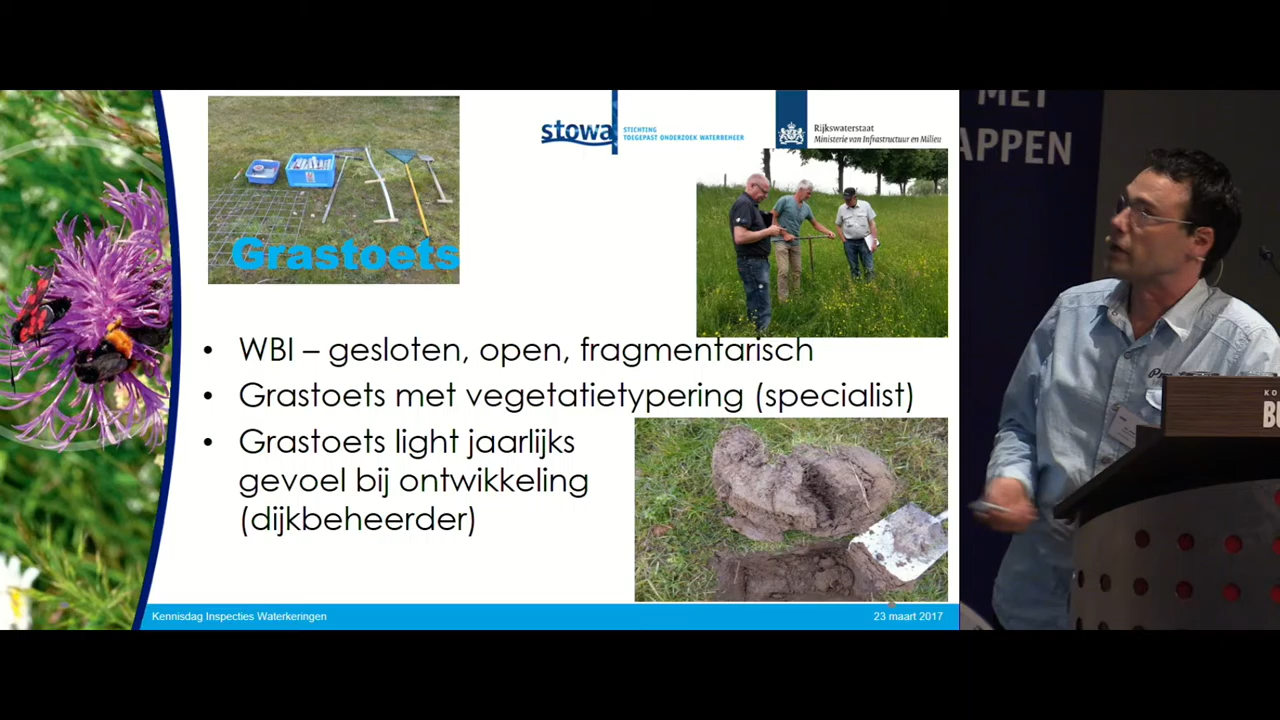 stowa
STICHTING
TOEGEPAST ONDERZOEK WATERBEHEER
Rijkswaterstaat
Ministerie van Infrastructuur en Milieu
Grastoets
• WBI – gesloten, open, fragmentarisch
• Grastoets met vegetatietypering (specialist)
• Grastoets light jaarlijks
gevoel bij ontwikkeling
(dijkbeheerder)
Kennisdag Inspecties Waterkeringen
23 maart 2017
MET
APPEN